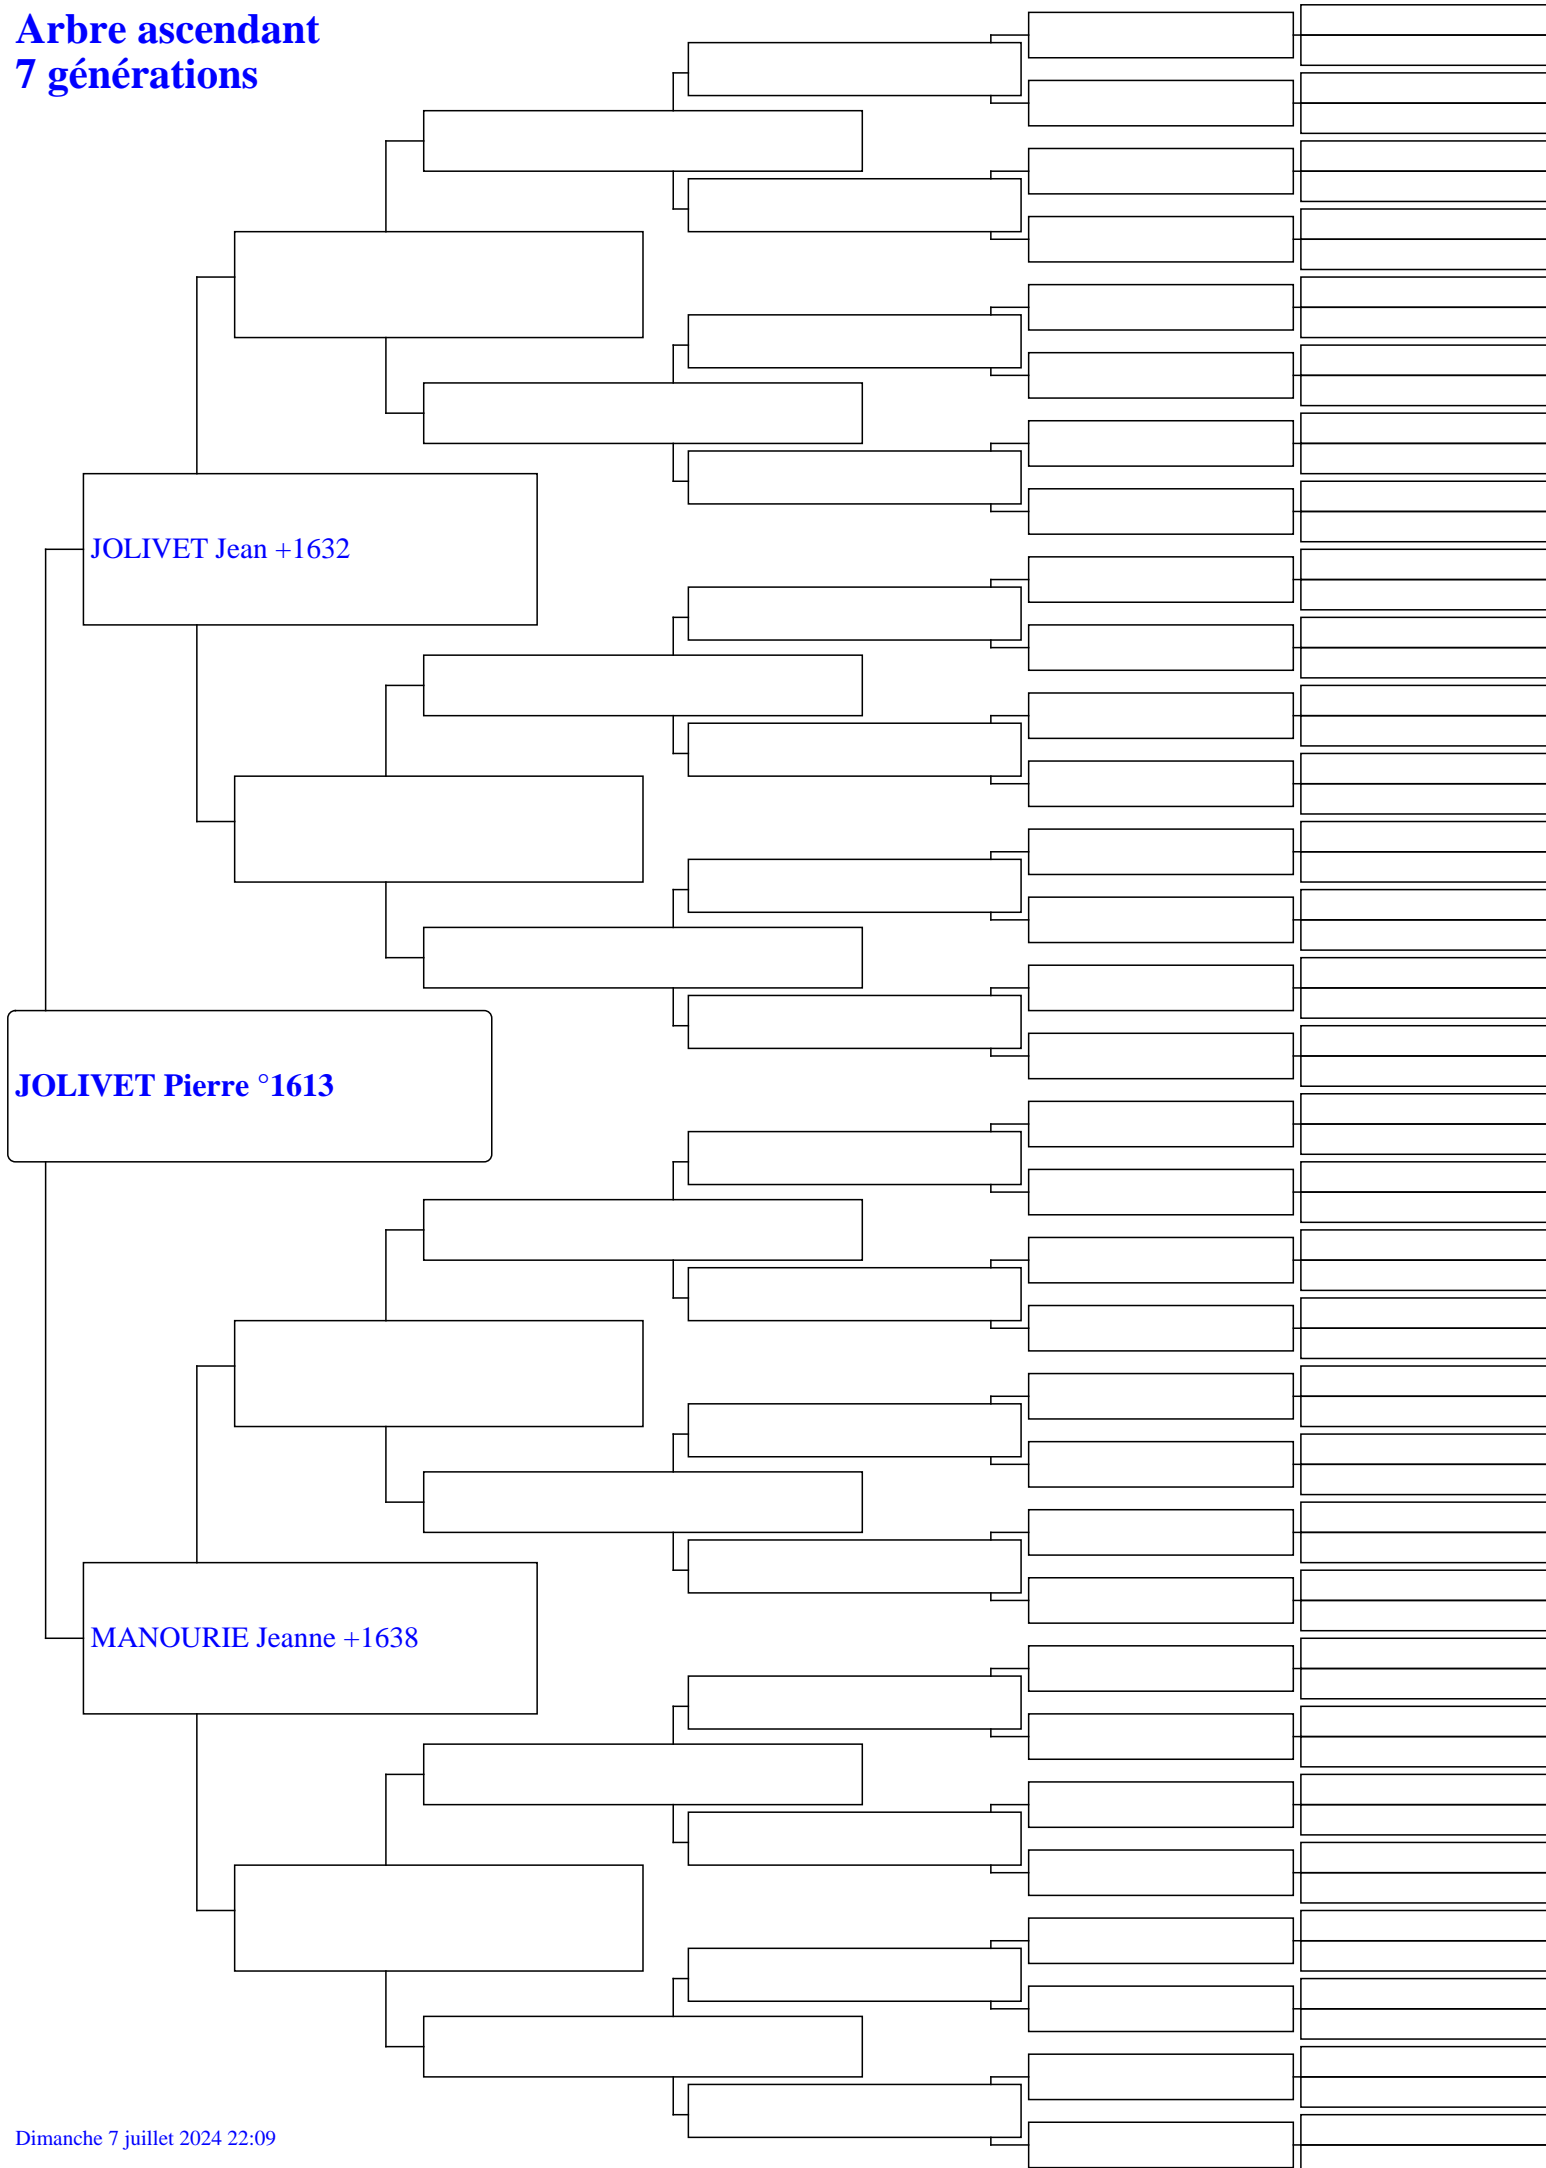 Arbre ascendant
7 générations
JOLIVET Jean +1632
JOLIVET Pierre °1613
MANOURIE Jeanne +1638
Dimanche 7 juillet 2024 22:09